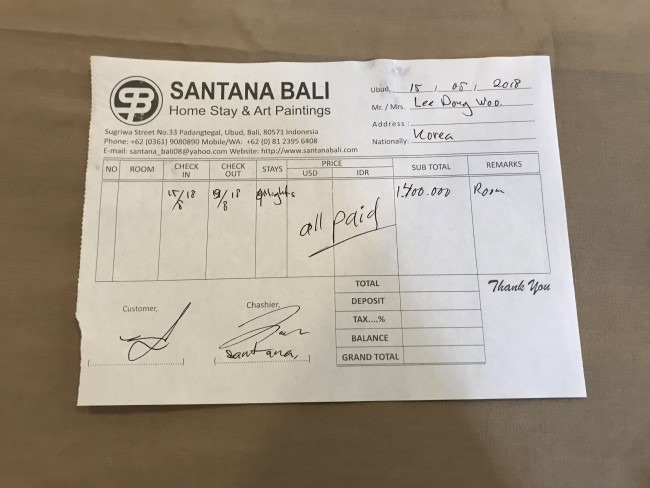 SB
SANTANA BALI
Home Stay & Art Paintings
Sugriwa Street No.33 Padangtegal, Ubud, Bali, 80571 Indonesia
Phone: +62 (0361) 9080890 Mobile/WA: +62 (0) 81 2395 6408
E-mail: santana_bali08@yahoo.com Website: http://www.santanabali.com
Ubud, 15 / 08 / 2018
Mr. / Mrs. Lee Dong Woo
Address :
Nationally: Korea
NO ROOM CHECK IN CHECK OUT STAYS PRICE USD IDR SUB TOTAL REMARKS
15/18 8 19/18 8 nights 1.400.000 Room
all paid
TOTAL
DEPOSIT
TAX....%
BALANCE
GRAND TOTAL
Thank You
Customer,
Chashier,
santana,
(..............................) (..............................)